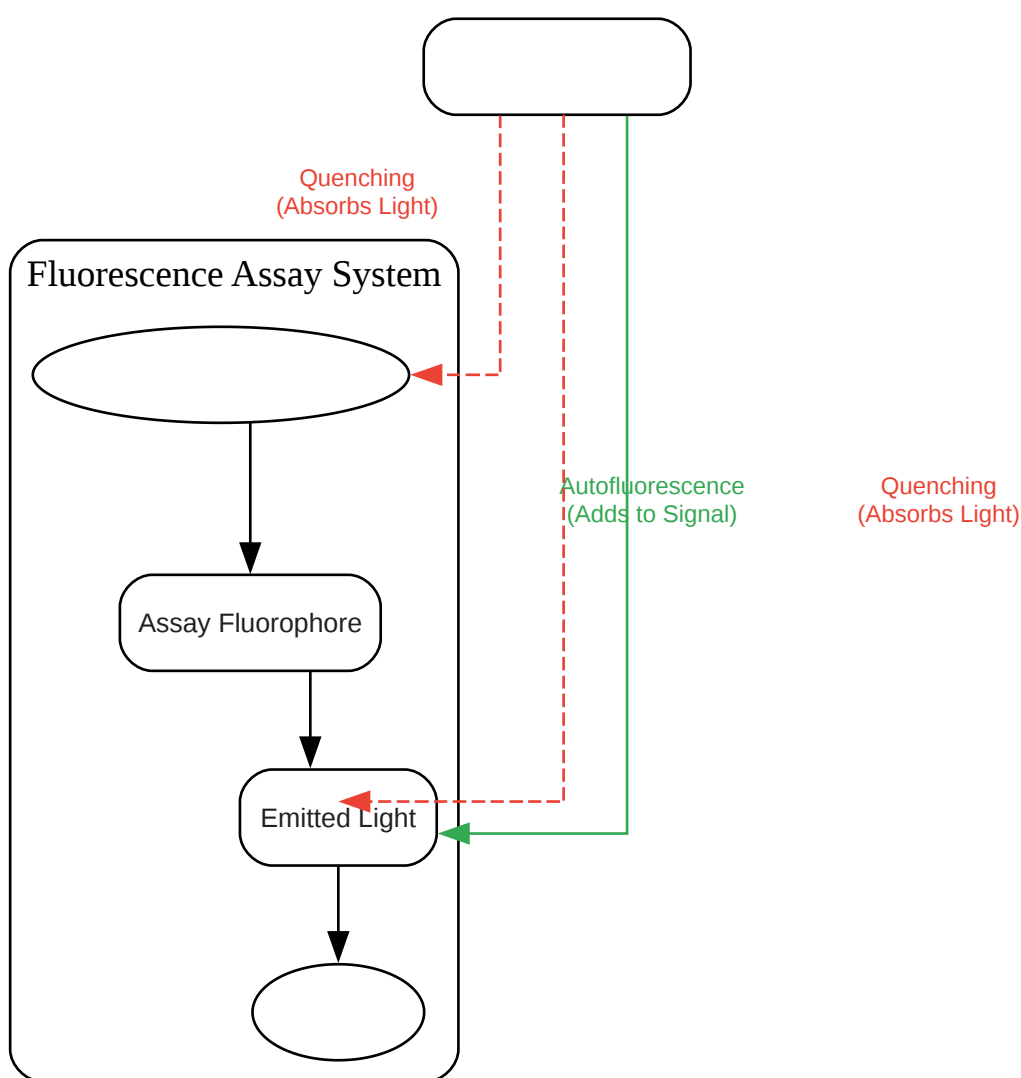 Quenching
(Absorbs Light)
Fluorescence Assay System
Autofluorescence
(Adds to Signal)
Quenching
(Absorbs Light)
Assay Fluorophore
Emitted Light